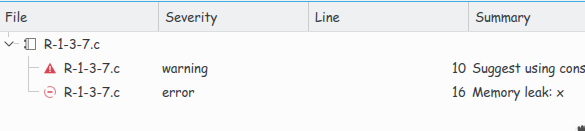 File Severity Line Summary
R-1-3-7.c
R-1-3-7.c warning 10 Suggest using cons
R-1-3-7.c error 16 Memory leak: x